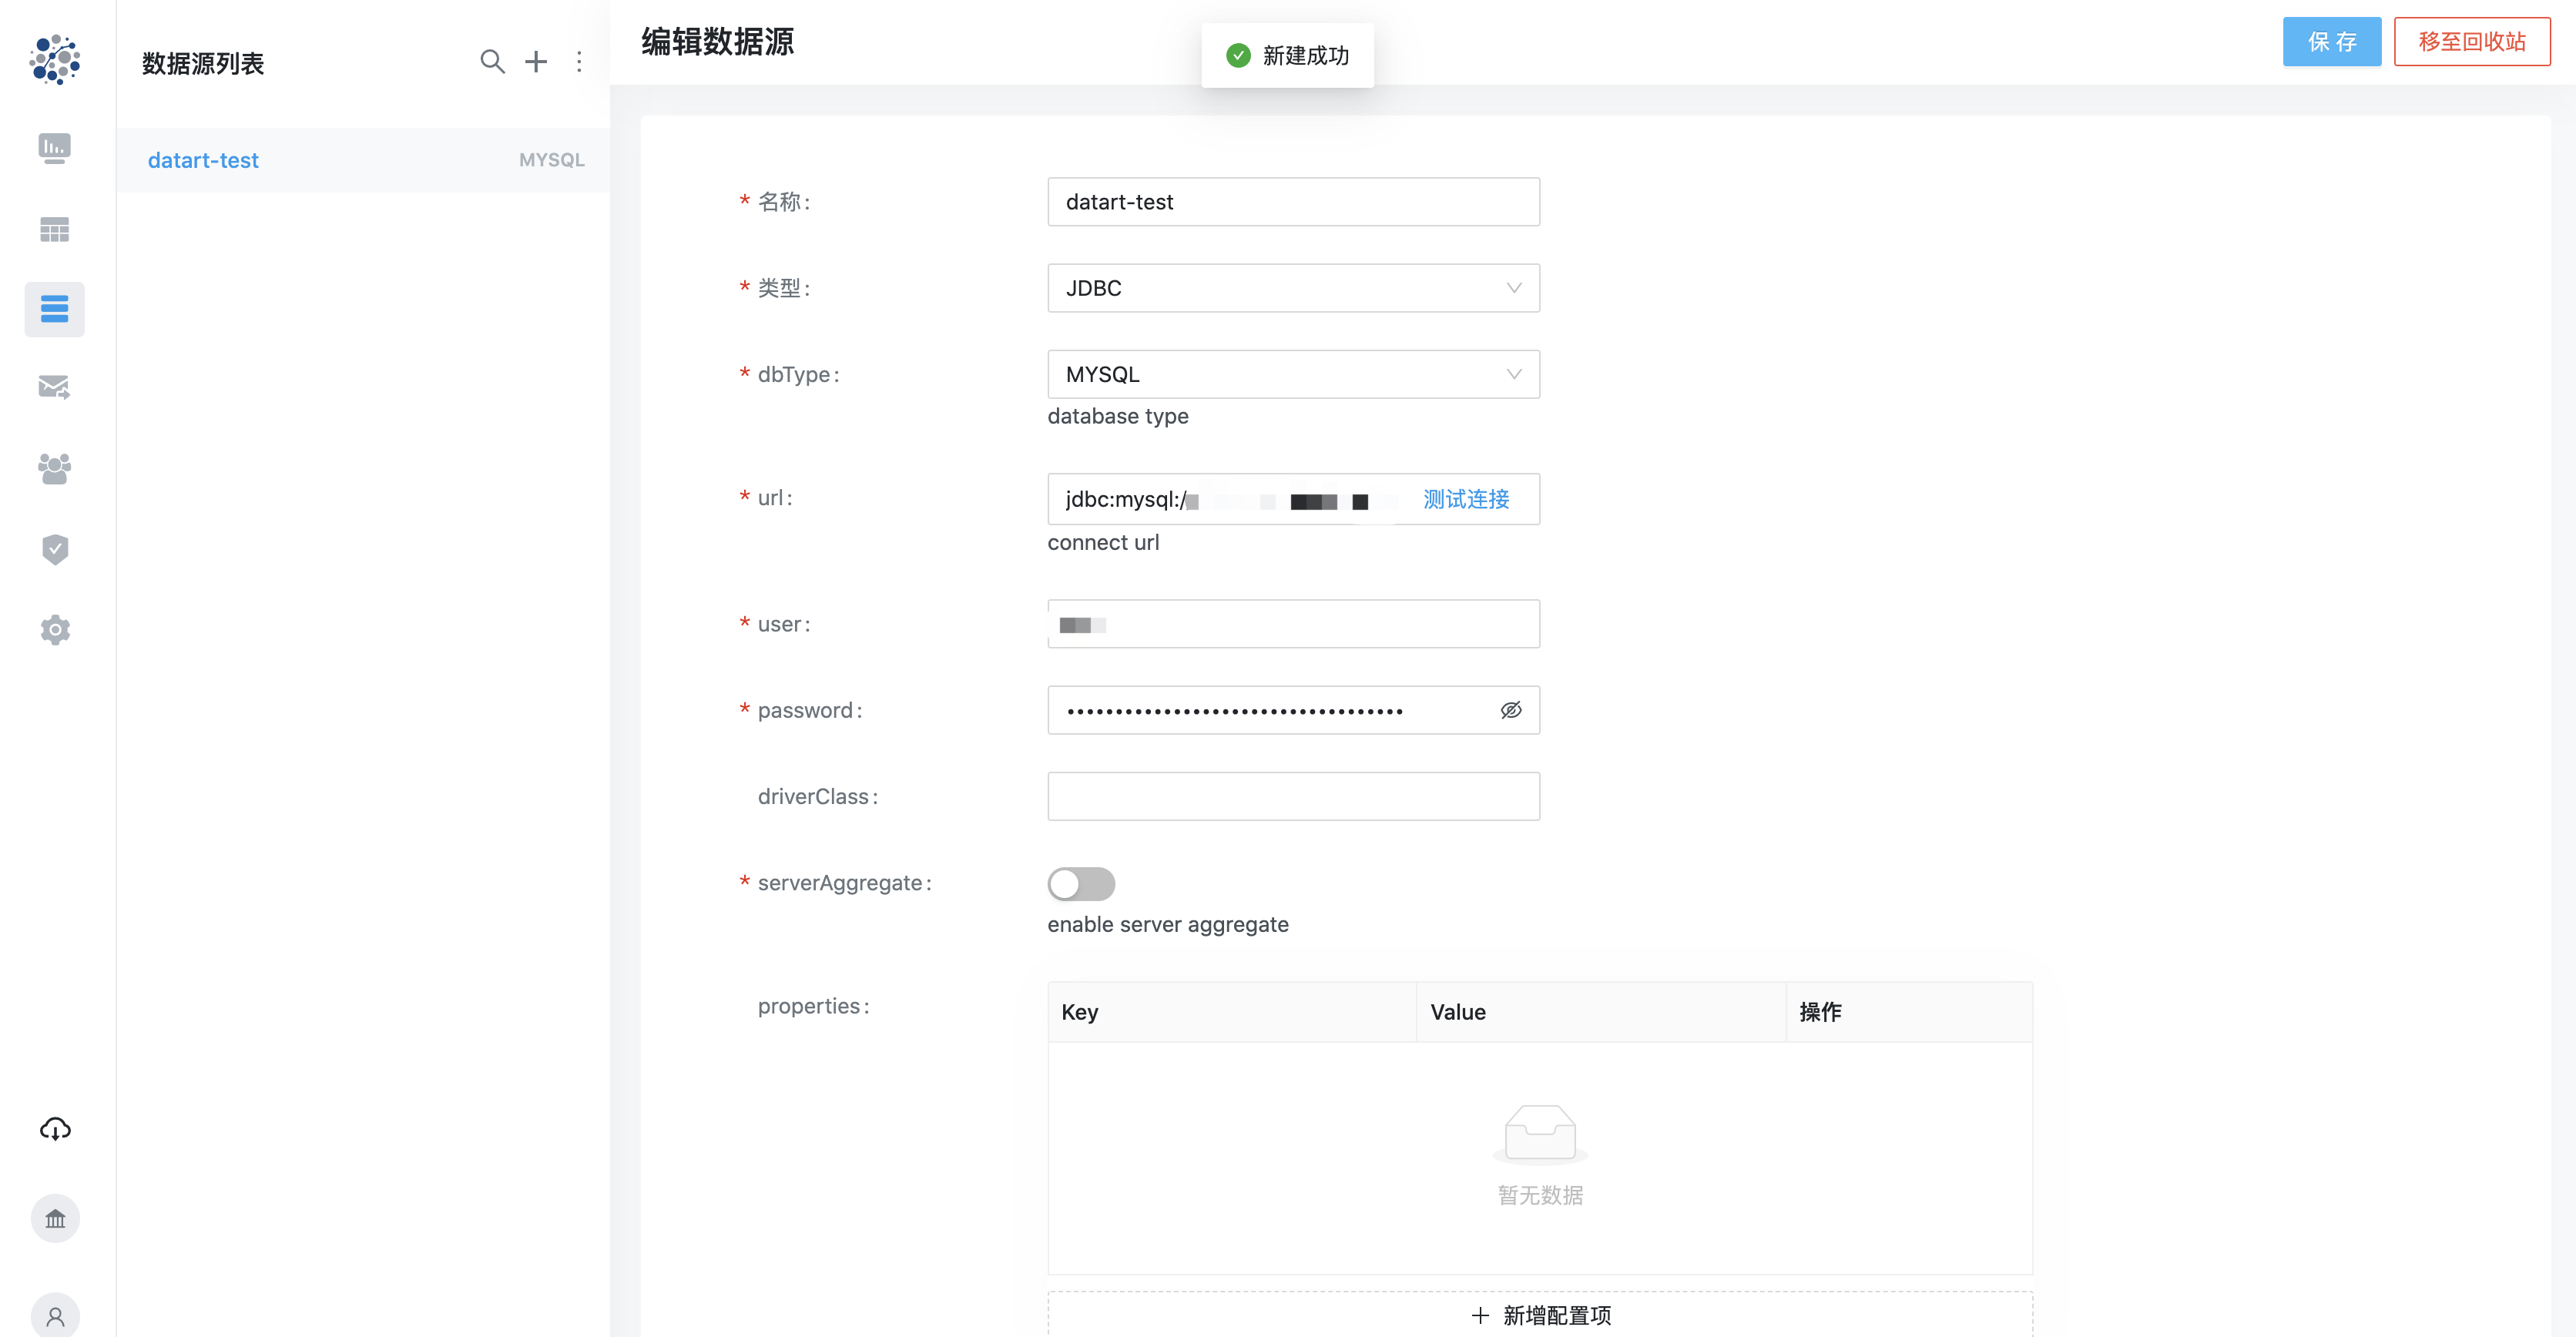 数据源列表
datart-test MYSQL
编辑数据源
新建成功
保 存
移至回收站
* 名称: datart-test
* 类型: JDBC
* dbType: MYSQL
database type
* url: jdbc:mysql:/ 测试连接
connect url
* user:
* password: •••••••••••••••••••••••••••••••••••
driverClass:
* serverAggregate:
enable server aggregate
properties:
Key Value 操作
暂无数据
+ 新增配置项